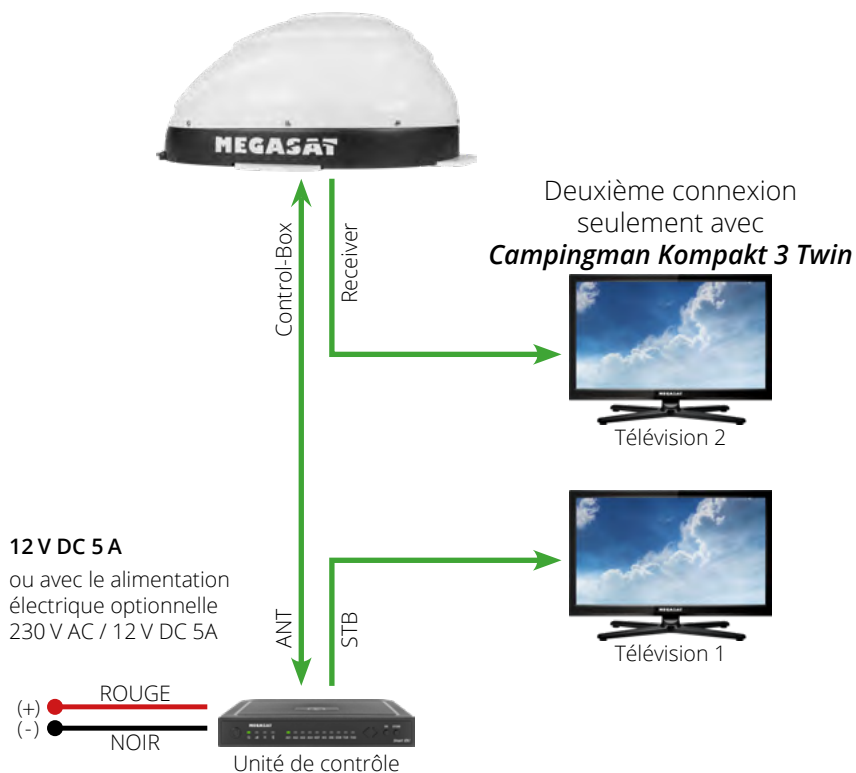 MEGASAT
Deuxième connexion
seulement avec
Campingman Kompakt 3 Twin
Control-Box
Receiver
MEGASAT
Télévision 2
12 V DC 5 A
ou avec le alimentation
électrique optionnelle
230 V AC / 12 V DC 5A
ANT
STB
MEGASAT
Télévision 1
(+)
ROUGE
(-)
NOIR
MEGASAT
Unité de contrôle